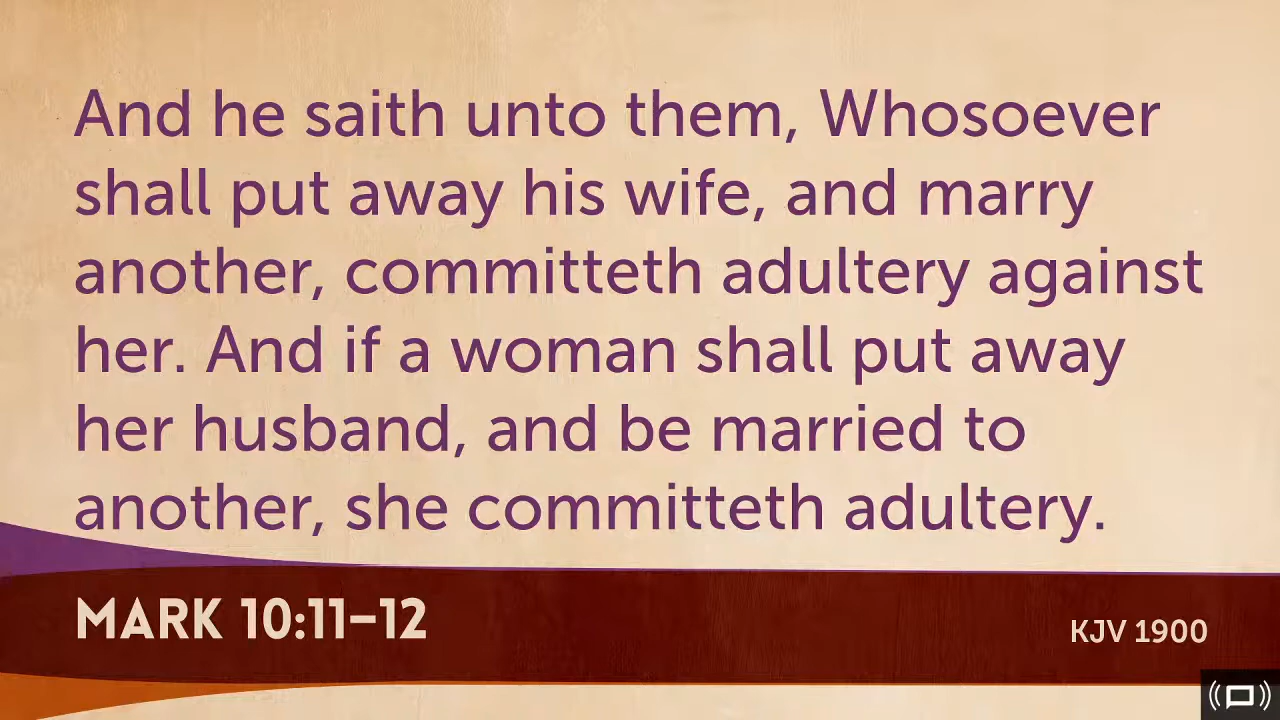 And he saith unto them, Whosoever
shall put away his wife, and marry
another, committeth adultery against
her. And if a woman shall put away
her husband, and be married to
another, she committeth adultery.
MARK 10:11–12
KJV 1900